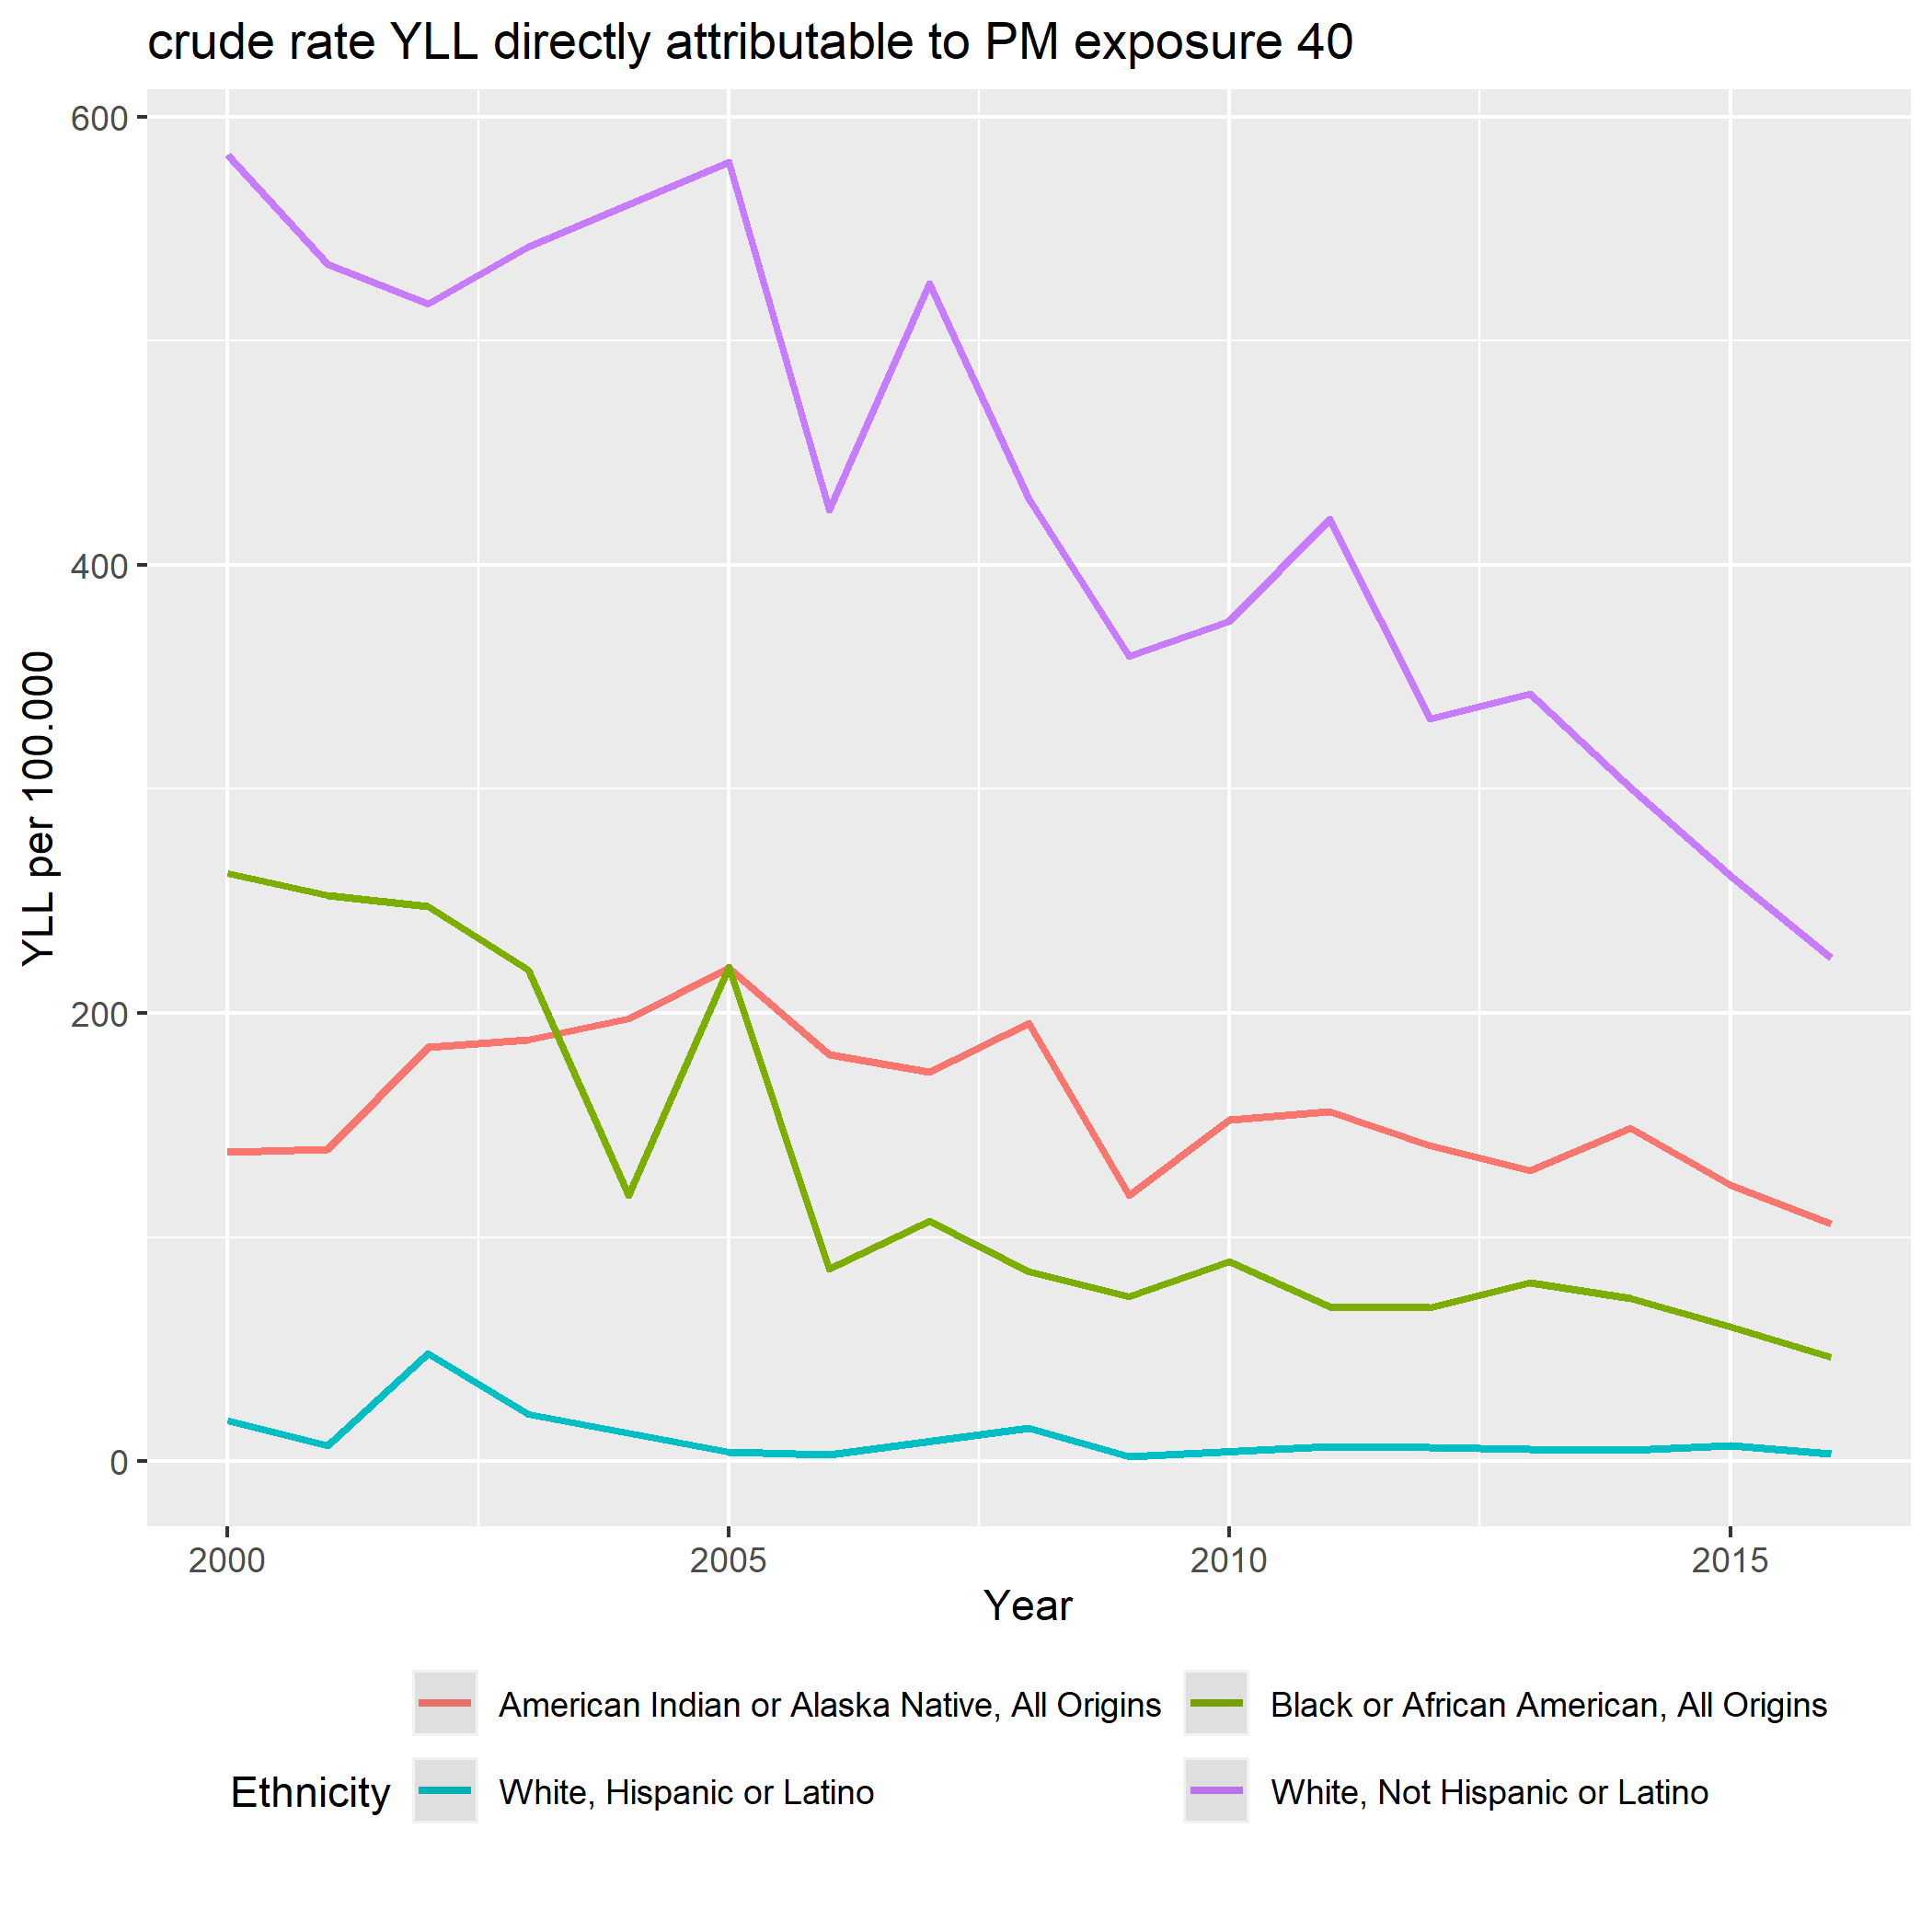 crude rate YLL directly attributable to PM exposure 40
600
400
200
0
YLL per 100.000
2000 2005 2010 2015
Year
Ethnicity
American Indian or Alaska Native, All Origins
Black or African American, All Origins
White, Hispanic or Latino
White, Not Hispanic or Latino